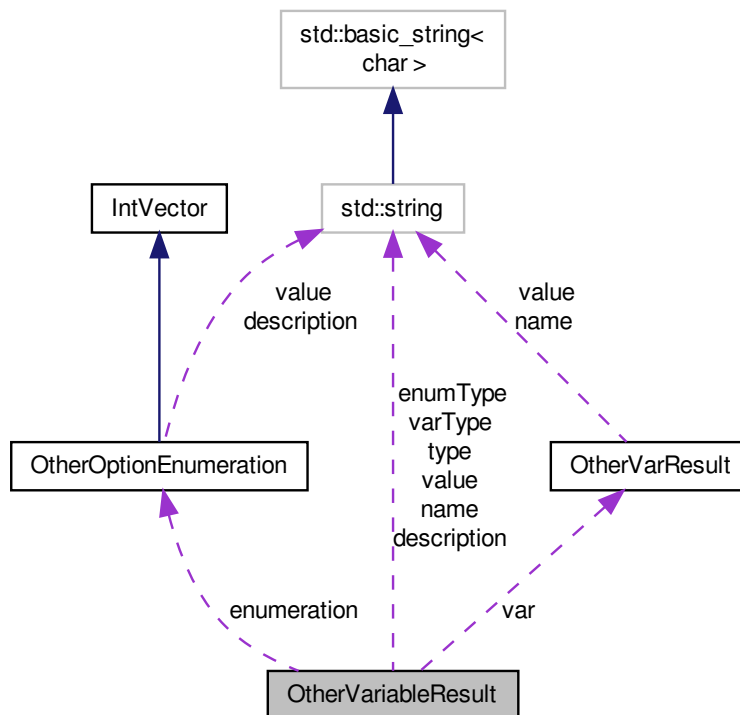 std::basic_string<
char >
IntVector
std::string
value
description
value
name
enumType
varType
type
value
name
description
OtherOptionEnumeration
OtherVarResult
enumeration
var
OtherVariableResult